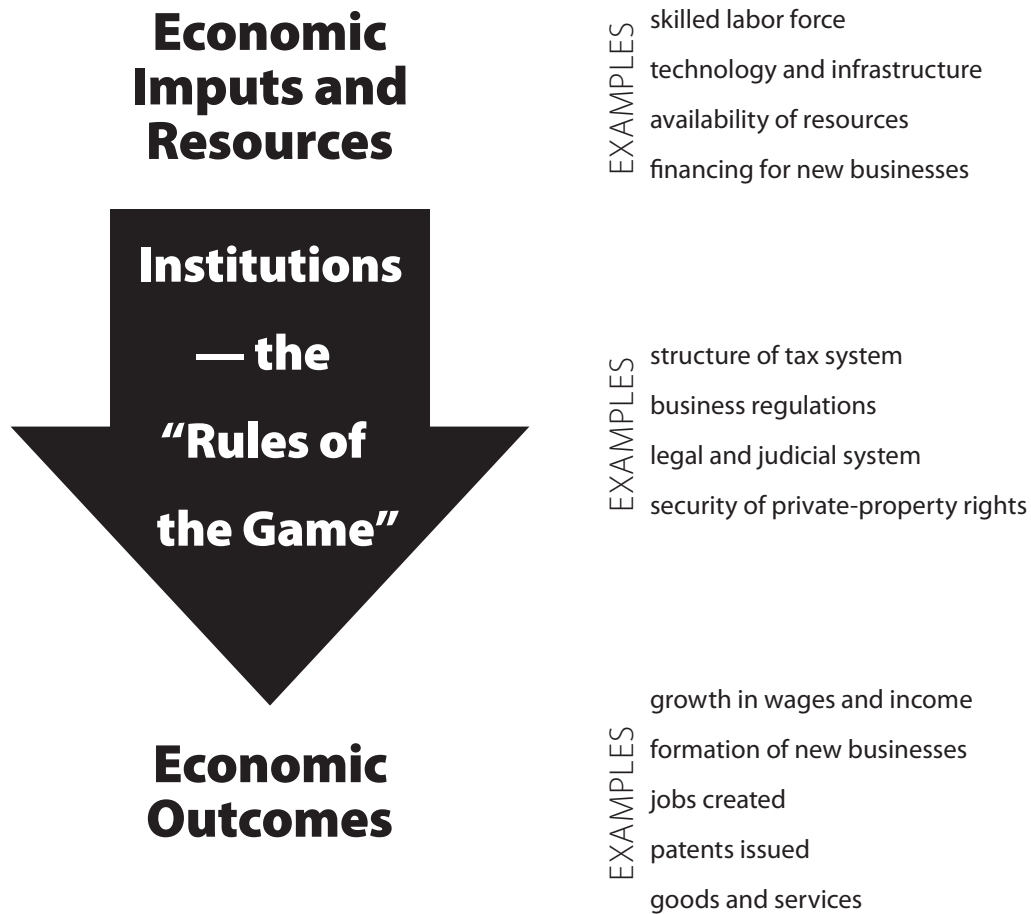 Economic
Imputs and
Resources
EXAMPLES
skilled labor force
technology and infrastructure
availability of resources
financing for new businesses
Institutions
— the
“Rules of
the Game”
EXAMPLES
structure of tax system
business regulations
legal and judicial system
security of private-property rights
Economic
Outcomes
EXAMPLES
growth in wages and income
formation of new businesses
jobs created
patents issued
goods and services